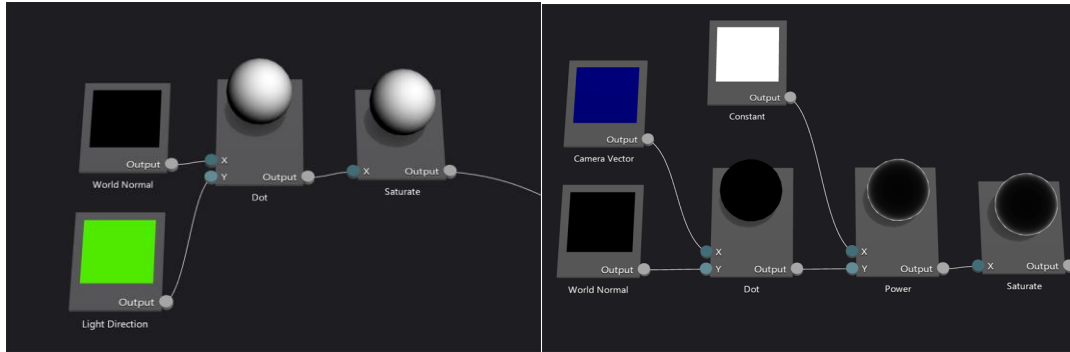 Output
World Normal
X
Y
Output
Dot
X
Output
Saturate
Output
Light Direction
Output
Camera Vector
Output
Constant
Output
World Normal
X
Y
Output
Dot
X
Y
Output
Power
X
Output
Saturate